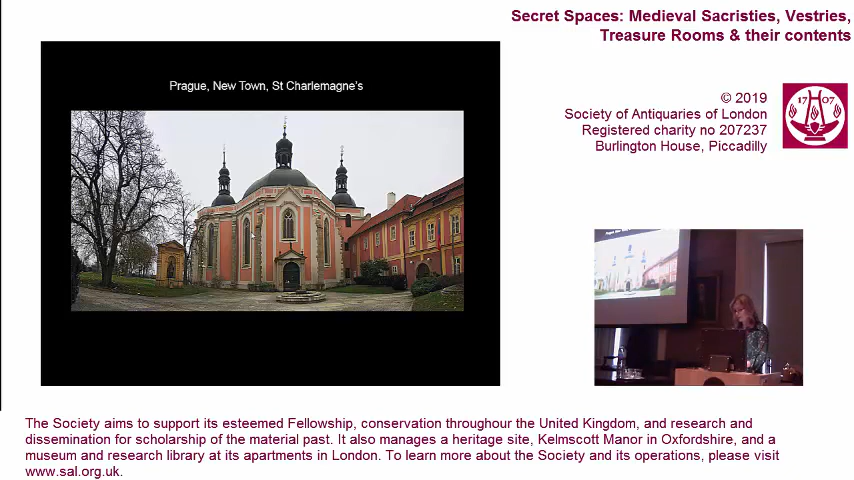 Secret Spaces: Medieval Sacristies, Vestries,
Treasure Rooms & their contents
Prague, New Town, St Charlemagne's
© 2019
Society of Antiquaries of London
Registered charity no 207237
Burlington House, Piccadilly
17 07
The Society aims to support its esteemed Fellowship, conservation throughour the United Kingdom, and research and
dissemination for scholarship of the material past. It also manages a heritage site, Kelmscott Manor in Oxfordshire, and a
museum and research library at its apartments in London. To learn more about the Society and its operations, please visit
www.sal.org.uk.